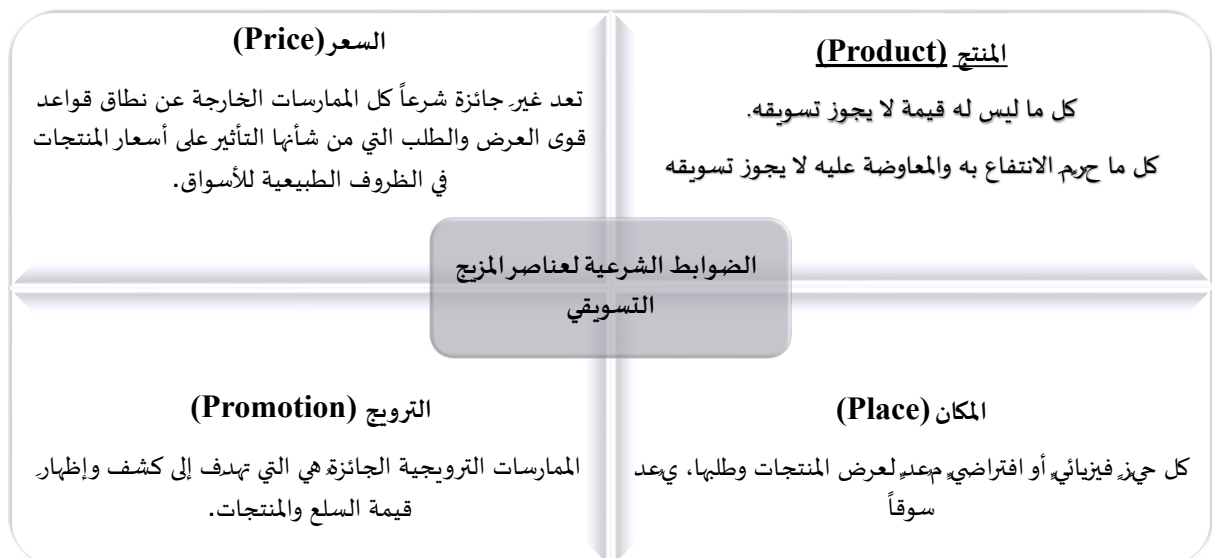 المنتج (Product)
كل ما ليس له قيمة لا يجوز تسويقه.
كل ما حرم الانتفاع به والمعاوضة عليه لا يجوز تسويقه
السعر (Price)
تعد غير جائزة شرعاً كل الممارسات الخارجة عن نطاق قواعد
قوى العرض والطلب التي من شأنها التأثير على أسعار المنتجات
في الظروف الطبيعية للأسواق.
الضوابط الشرعية لعناصر المزيج
التسويقي
المكان (Place)
كل حيزٍ فيزيائيٍ أو افتراضيٍ معدٍ لعرض المنتجات وطلبها، يعد
سوقاً
الترويج (Promotion)
الممارسات الترويجية الجائزة هي التي تهدف إلى كشف وإظهار
قيمة السلع والمنتجات.